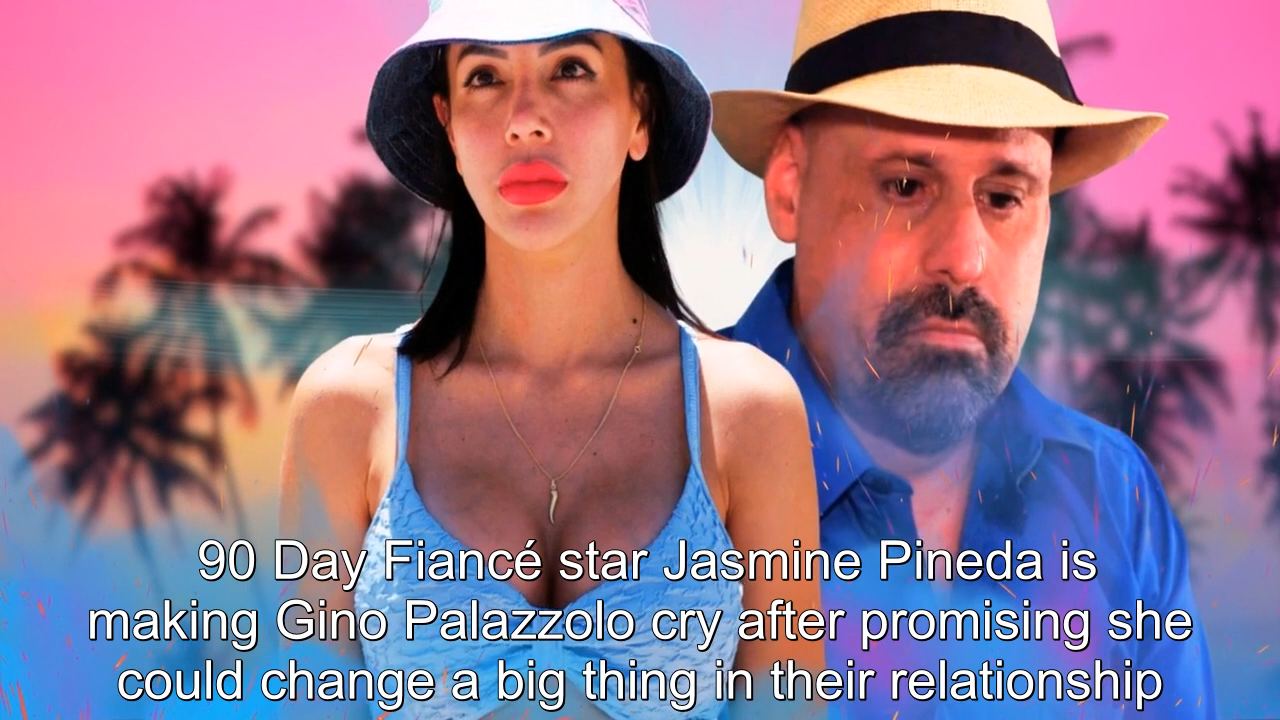 90 Day Fiancé star Jasmine Pineda is
making Gino Palazzolo cry after promising she
could change a big thing in their relationship